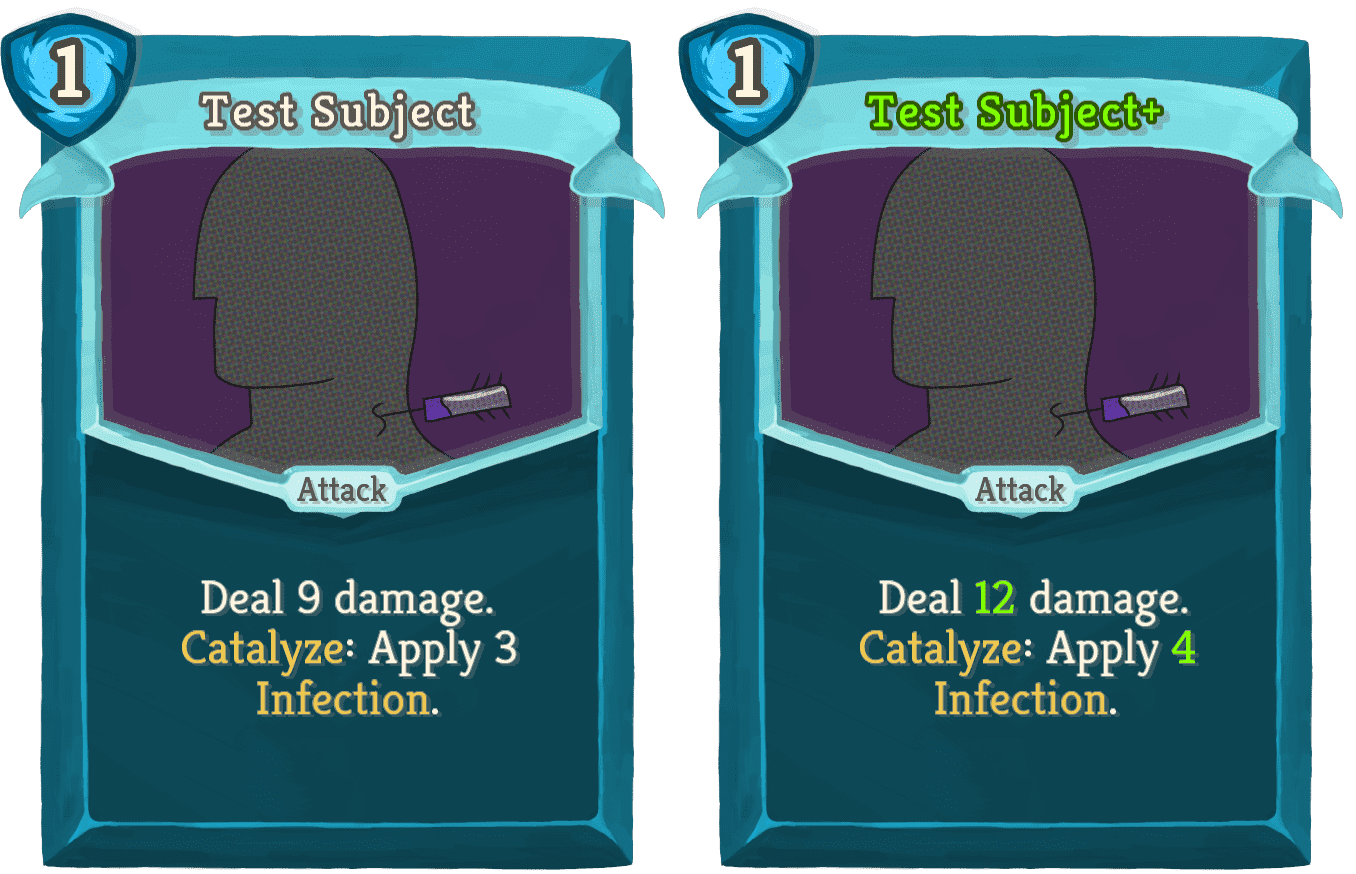 1
Test Subject
Attack
Deal 9 damage.
Catalyze: Apply 3
Infection.
1
Test Subject+
Attack
Deal 12 damage.
Catalyze: Apply 4
Infection.